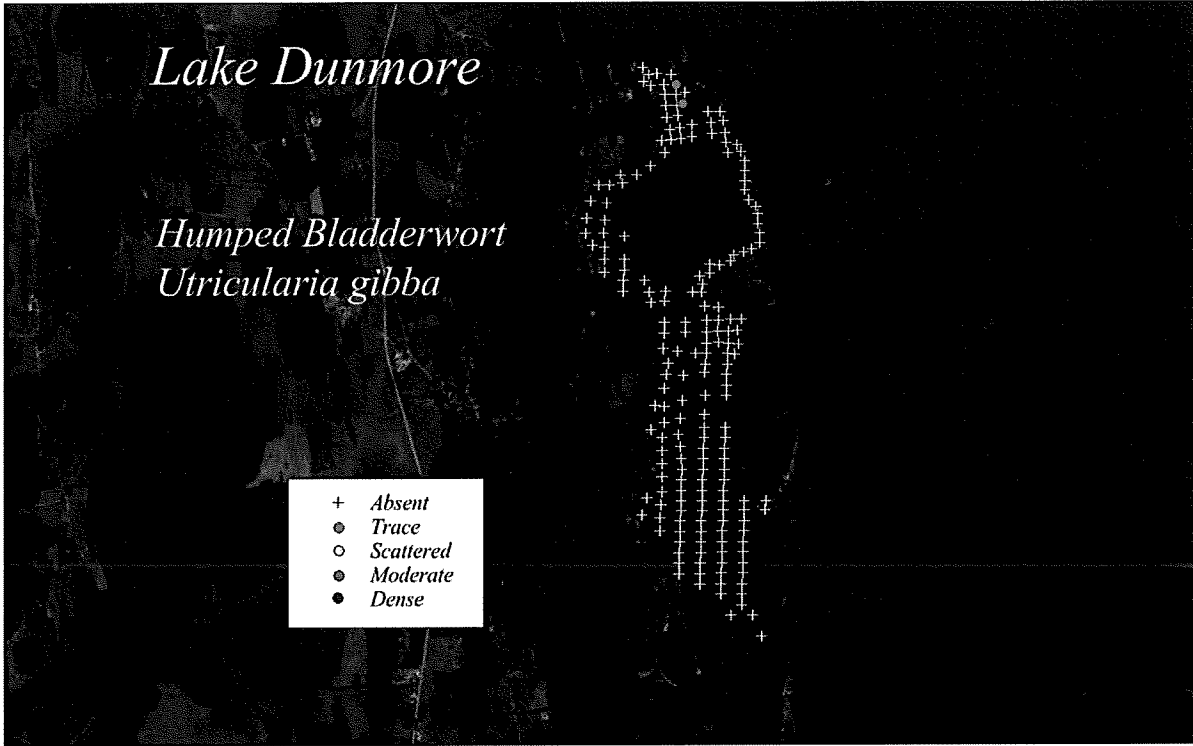 Lake Dunmore
Humped Bladderwort
Utricularia gibba
Absent
Trace
Scattered
Moderate
Dense